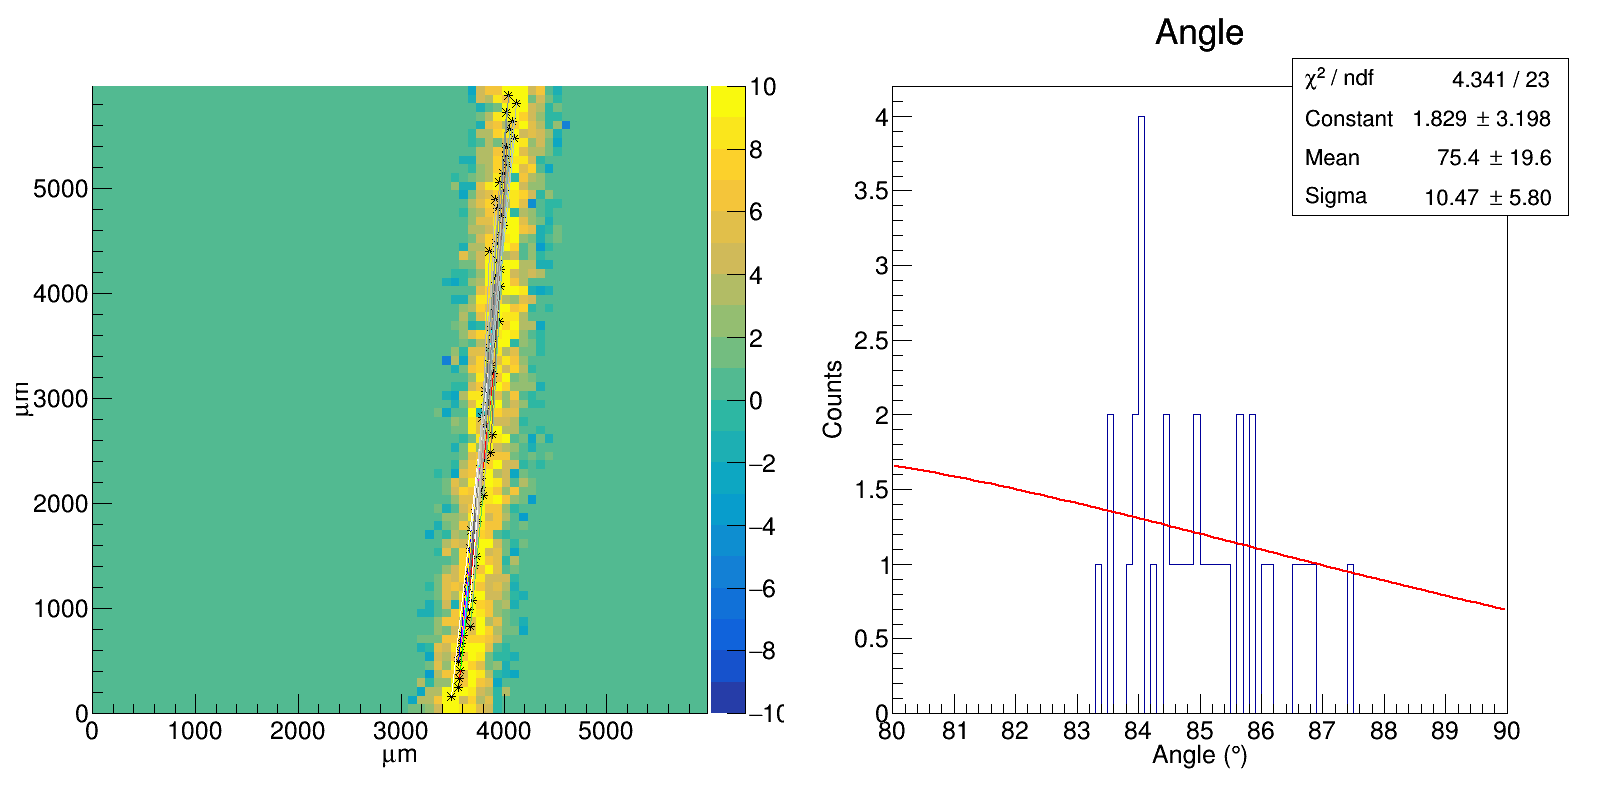 Angle
χ² / ndf 4.341 / 23
Constant 1.829 ± 3.198
Mean 75.4 ± 19.6
Sigma 10.47 ± 5.80
10
8
6
4
2
0
−2
−4
−6
−8
5000
4000
3000
2000
1000
0
μm
0 1000 2000 3000 4000 5000
μm
4
3.5
3
2.5
2
1.5
1
0.5
0
Counts
80 81 82 83 84 85 86 87 88 89 90
Angle (°)